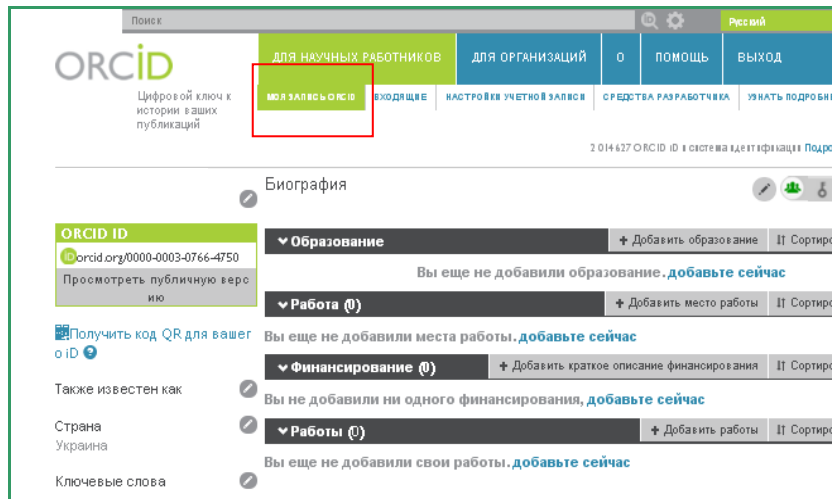 Поиск
Русский
ORCID
Цифровой ключ к
истории ваших
публикаций
ДЛЯ НАУЧНЫХ РАБОТНИКОВ ДЛЯ ОРГАНИЗАЦИЙ О ПОМОЩЬ ВЫХОД
МОЯ ЗАПИСЬ ORCID ВХОДЯЩИЕ НАСТРОЙКИ УЧЕТНОЙ ЗАПИСИ СРЕДСТВА РАЗРАБОТЧИКА УЗНАТЬ ПОДРОБН
2 014 627 ORCID iD в система идентификации Подро
Биография
ORCID ID
iD orcid.org/0000-0003-0766-4750
Просмотреть публичную верс
ию
Получить код QR для вашег
о iD ?
Также известен как
Страна
Украина
Ключевые слова
Образование + Добавить образование Сортиро
Вы еще не добавили образование. добавьте сейчас
Работа (0) + Добавить место работы Сортиро
Вы еще не добавили места работы. добавьте сейчас
Финансирование (0) + Добавить краткое описание финансирования Сортиро
Вы не добавили ни одного финансирования, добавьте сейчас
Работы (0) + Добавить работы Сортиро
Вы еще не добавили свои работы. добавьте сейчас